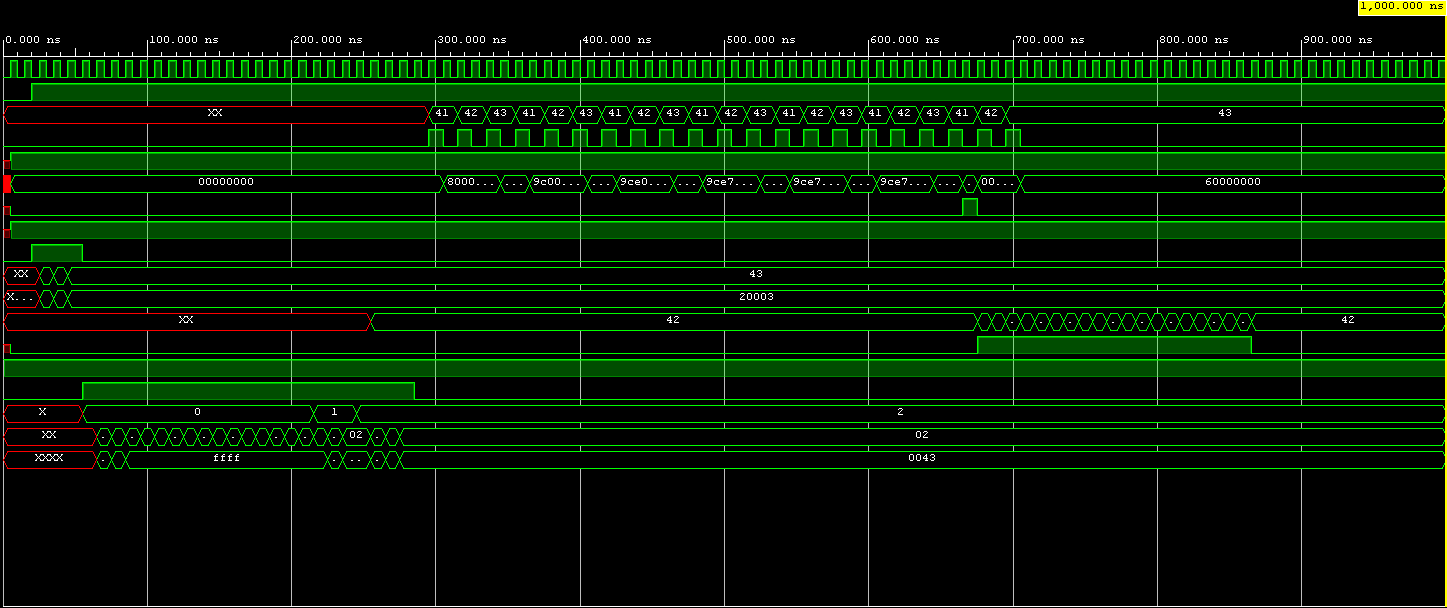 1,000.000 ns
0.000 ns 100.000 ns 200.000 ns 300.000 ns 400.000 ns 500.000 ns 600.000 ns 700.000 ns 800.000 ns 900.000 ns
XX 41 42 43 41 42 43 41 42 43 41 42 43 41 42 43 41 42 43 41 42 43
00000000 8000... ... 9c00... ... 9ce0... ... 9ce7... ... 9ce7... ... 9ce7... ... 00... 60000000
XX 43
X... 20003
XX 42 . . . . . . . . . 42
X 0 1 2
XX . . . . . . . . . 02 . . 02
XXXX . . ffff . .. . . 0043